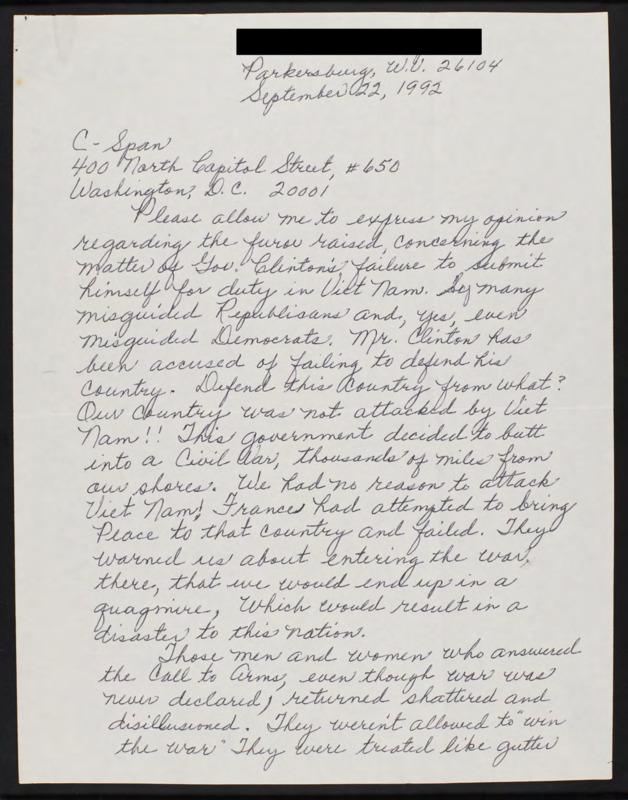 Parkersburg, W.V. 26104
September 22, 1992
C-Span
400 North Capitol Street, #650
Washington, D.C. 20001
Please allow me to express my opinion
regarding the furor raised, concerning the
matter of Gov. Clinton's failure to submit
himself for duty in Viet Nam. By many
misguided Republicans and, yes, even
misguided Democrats. Mr. Clinton has
been accused of failing to defend his
country. Defend this Country from what?
Our Country was not attacked by Viet
Nam!! This government decided to butt
into a Civil War, thousands of miles from
our shores. We had no reason to attack
Viet Nam! France had attempted to bring
Peace to that country and failed. They
warned us about entering the war,
there, that we would end up in a
quagmire, Which would result in a
disaster to this nation.
Those men and women who answered
the Call to Arms, even though war was
never declared, returned shattered and
disillusioned. They weren't allowed to "win
the war" They were treated like gutter